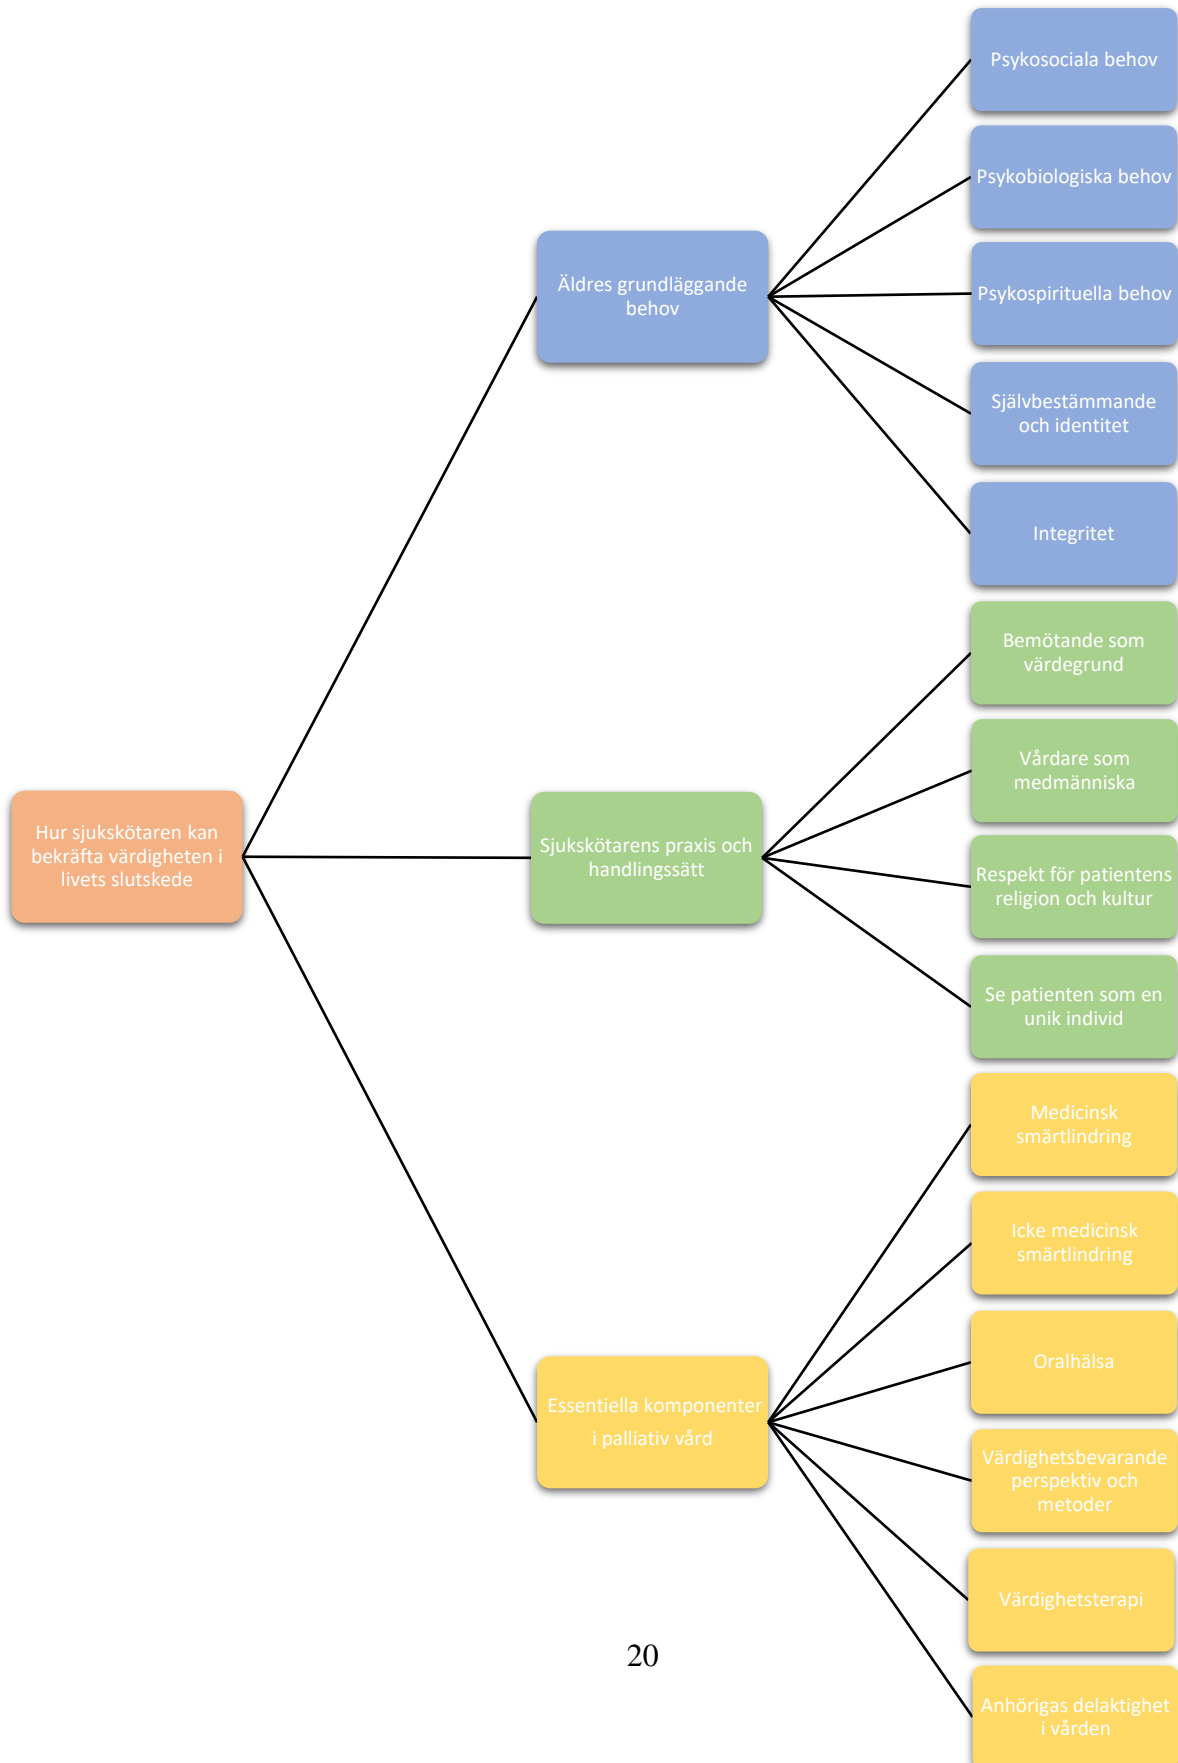 Psykosociala behov
Psykobiologiska behov
Äldres grundläggande
behov
Psykospirituella behov
Självbestämmande
och identitet
Integritet
Bemötande som
värdegrund
Vårdare som
medmänniska
Hur sjukskötaren kan
bekräfta värdigheten i
livets slutskede
Sjukskötarens praxis och
handlingssätt
Respekt för patientens
religion och kultur
Se patienten som en
unik individ
Medicinsk
smärtlindring
Icke medicinsk
smärtlindring
Oralhälsa
Essentiella komponenter
i palliativ vård
Värdighetsbevarande
perspektiv och
metoder
Värdighetsterapi
Anhörigas delaktighet
i vården
20